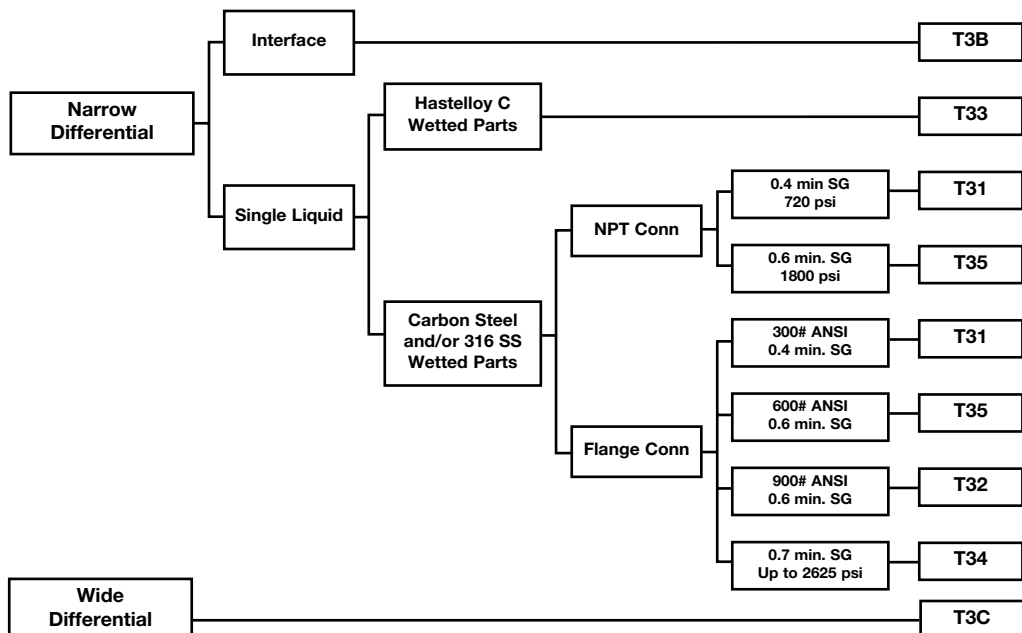 Interface
T3B
Narrow
Differential
Hastelloy C
Wetted Parts
T33
Single Liquid
NPT Conn
0.4 min SG
720 psi
T31
0.6 min. SG
1800 psi
T35
Carbon Steel
and/or 316 SS
Wetted Parts
300# ANSI
0.4 min. SG
T31
600# ANSI
0.6 min. SG
T35
Flange Conn
900# ANSI
0.6 min. SG
T32
0.7 min. SG
Up to 2625 psi
T34
Wide
Differential
T3C